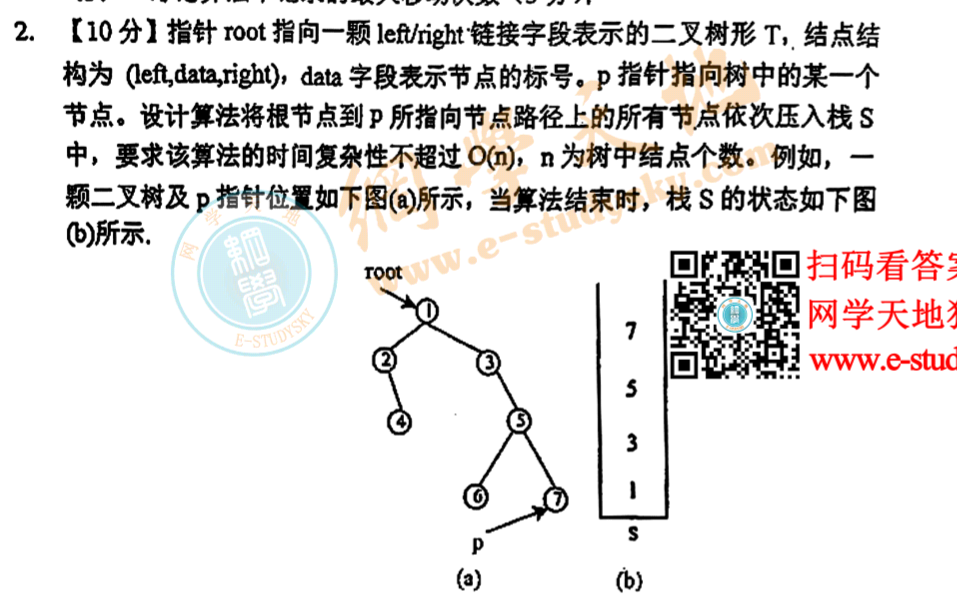 2. 【10 分】指针 root 指向一颗 left/right 链接字段表示的二叉树形 T, 结点结
构为 (left,data,right), data 字段表示节点的标号。p 指针指向树中的某一个
节点。设计算法将根节点到 P 所指向节点路径上的所有节点依次压入栈 S
中，要求该算法的时间复杂性不超过 O(n)，n 为树中结点个数。例如，一
颗二叉树及 p 指针位置如下图(a)所示，当算法结束时，栈 S 的状态如下图
(b)所示.
網學天地
www.e-studysky.com
网学天地
網學
E-STUDYSKY
扫码看答案
网学天地
www.e-stud
root
1
2
3
4
5
6
7
p
(a)
7
5
3
1
S
(b)